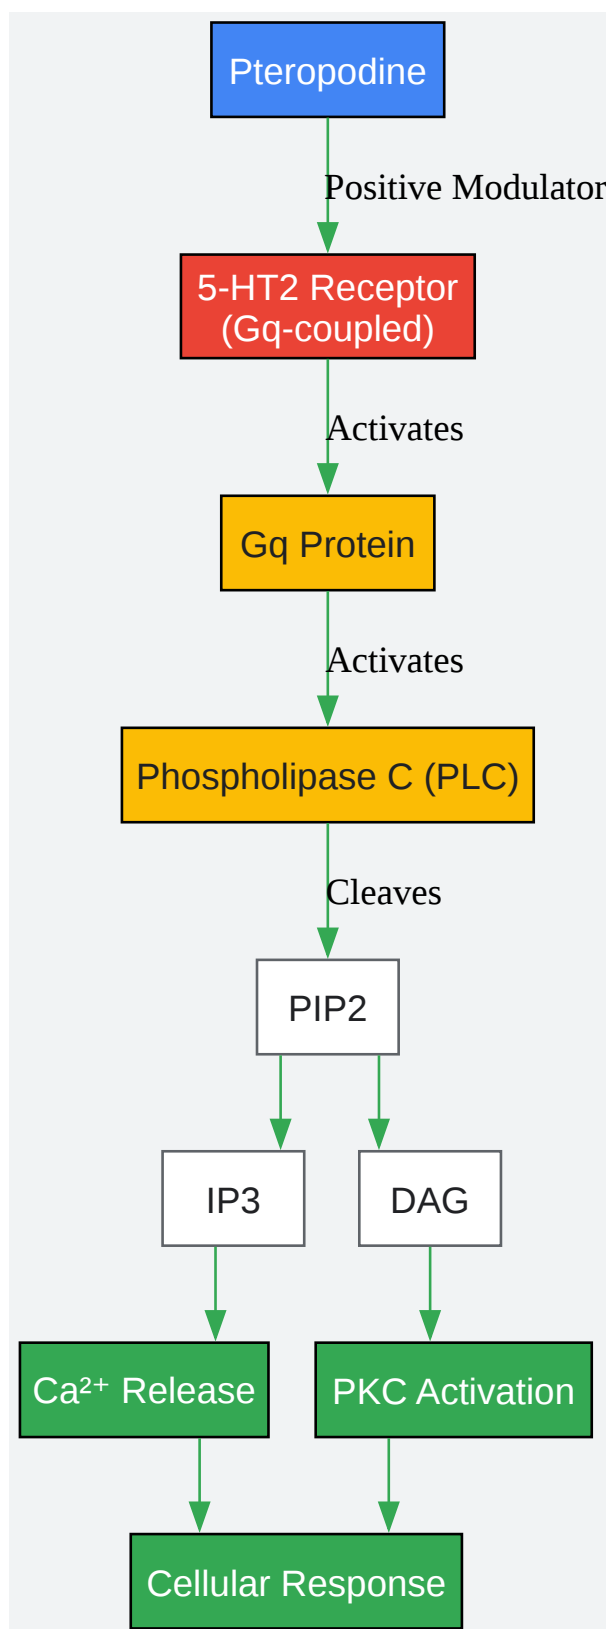 Pteropodine
Positive Modulator
5-HT2 Receptor
(Gq-coupled)
Activates
Gq Protein
Activates
Phospholipase C (PLC)
Cleaves
PIP2
IP3
DAG
Ca²⁺ Release
PKC Activation
Cellular Response